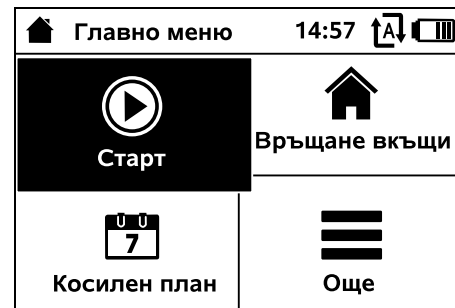 Главно меню 14:57 A
Старт
Връщане вкъщи
7
Косилен план
Още